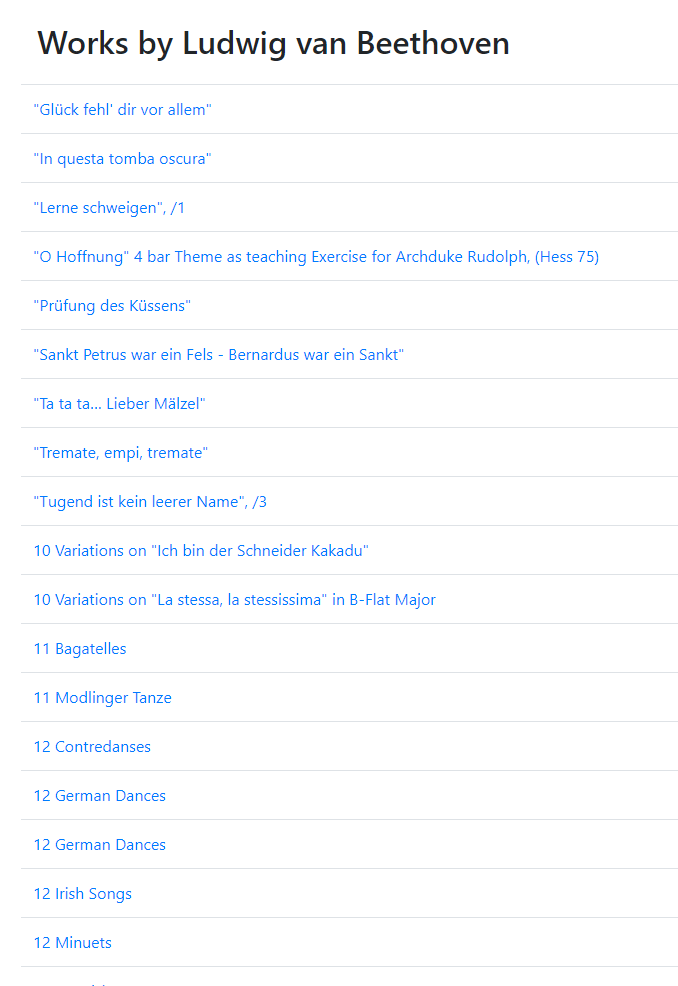 Works by Ludwig van Beethoven
"Glück fehl' dir vor allem"
"In questa tomba oscura"
"Lerne schweigen", /1
"O Hoffnung" 4 bar Theme as teaching Exercise for Archduke Rudolph, (Hess 75)
"Prüfung des Küssens"
"Sankt Petrus war ein Fels - Bernardus war ein Sankt"
"Ta ta ta... Lieber Mälzel"
"Tremate, empi, tremate"
"Tugend ist kein leerer Name", /3
10 Variations on "Ich bin der Schneider Kakadu"
10 Variations on "La stessa, la stessissima" in B-Flat Major
11 Bagatelles
11 Modlinger Tanze
12 Contredanses
12 German Dances
12 German Dances
12 Irish Songs
12 Minuets